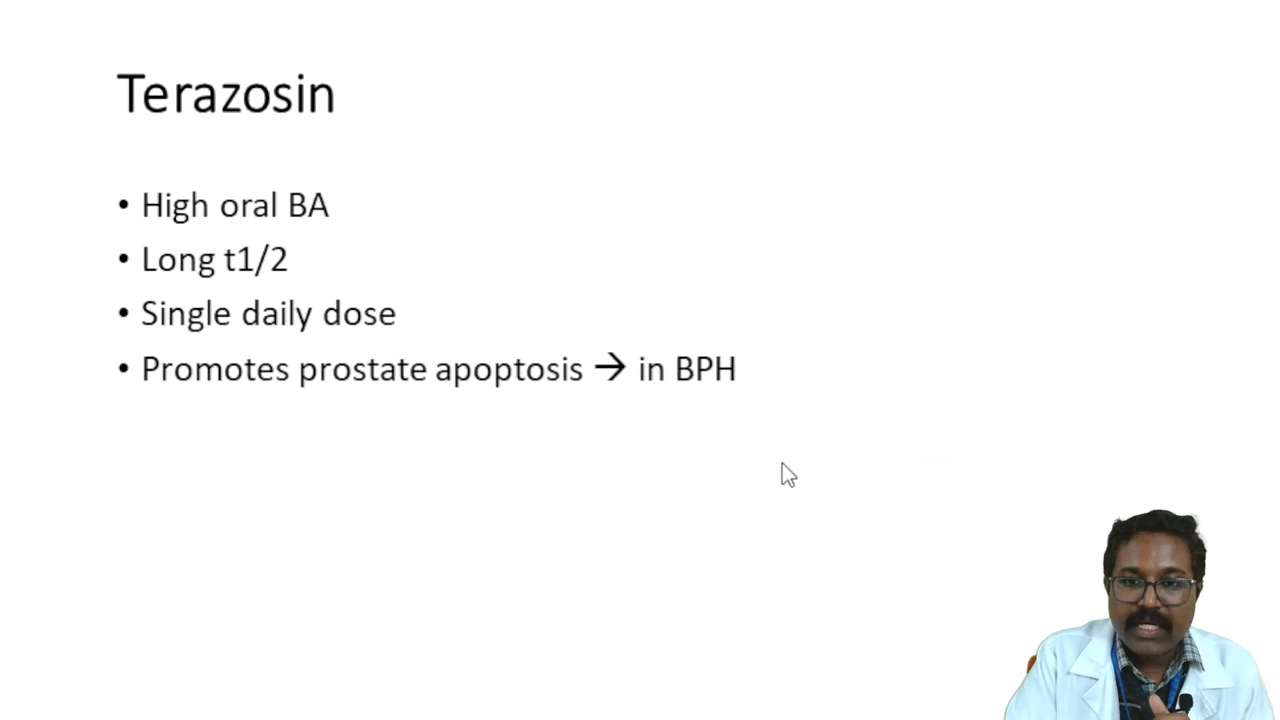 Terazosin
• High oral BA
• Long t1/2
• Single daily dose
• Promotes prostate apoptosis → in BPH